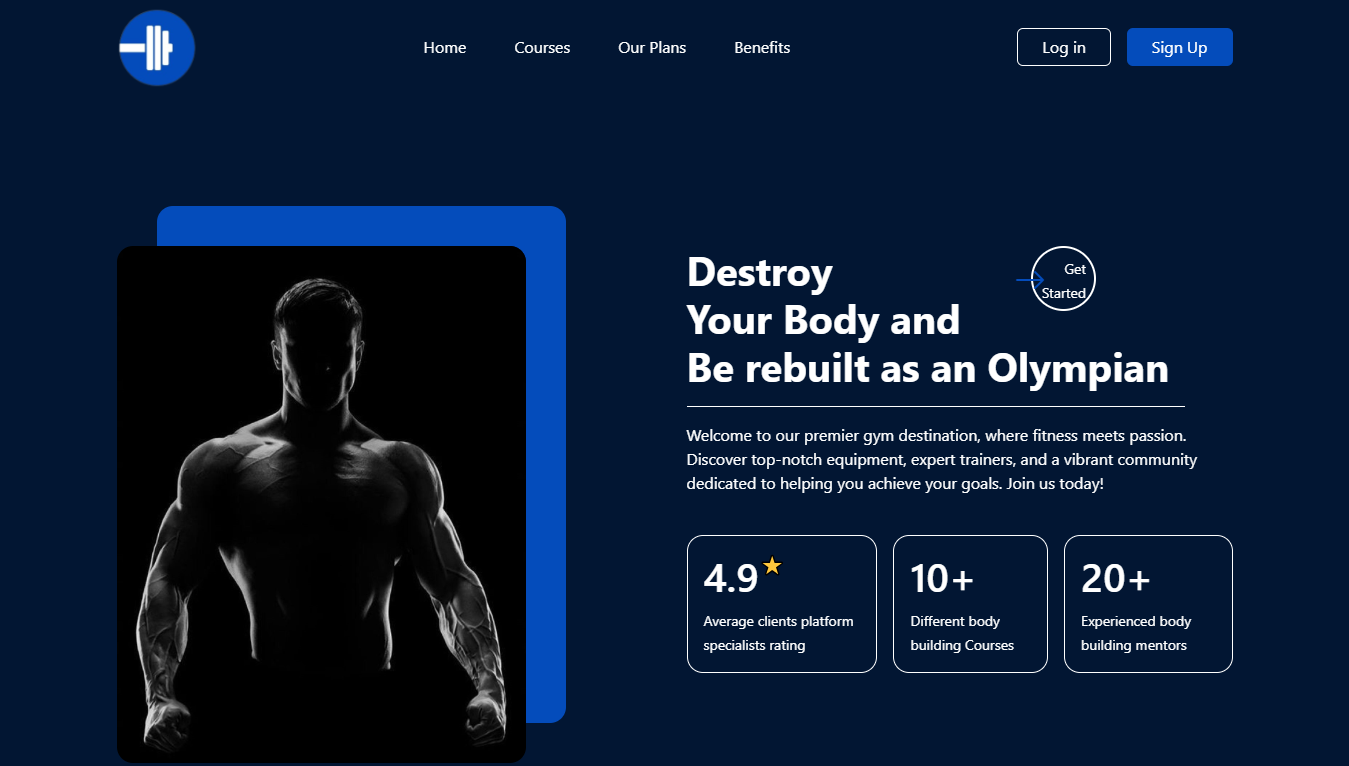 Home
Courses
Our Plans
Benefits
Log in
Sign Up
Destroy
Your Body and
Be rebuilt as an Olympian
Get
Started
Welcome to our premier gym destination, where fitness meets passion.
Discover top-notch equipment, expert trainers, and a vibrant community
dedicated to helping you achieve your goals. Join us today!
4.9
Average clients platform
specialists rating
10+
Different body
building Courses
20+
Experienced body
building mentors